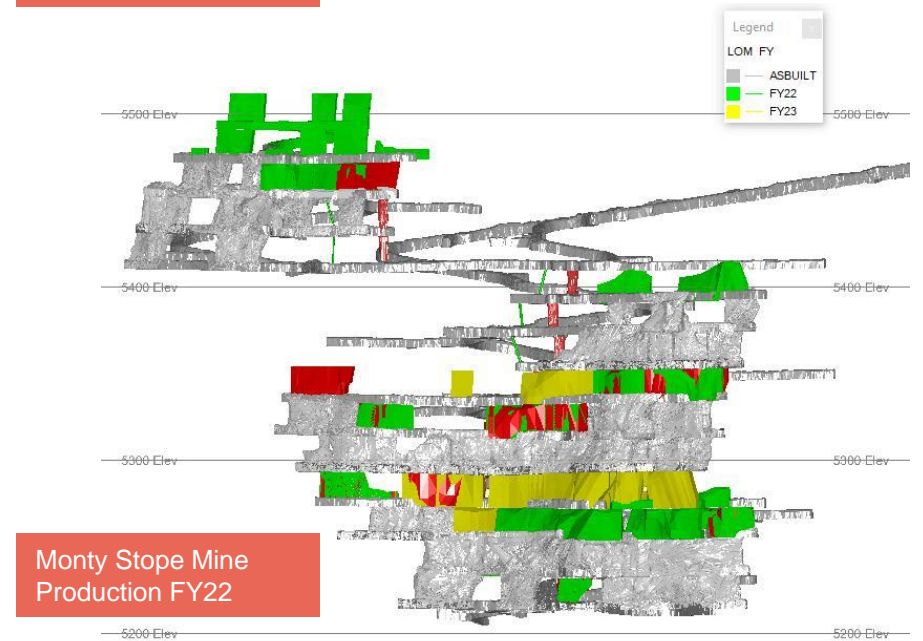 Legend
LOM FY
ASBUILT
FY22
FY23
5500 Elev
5500 Elev
5400 Elev
5400 Elev
5300 Elev
5300 Elev
Monty Stope Mine
Production FY22
5200 Elev
5200 Elev